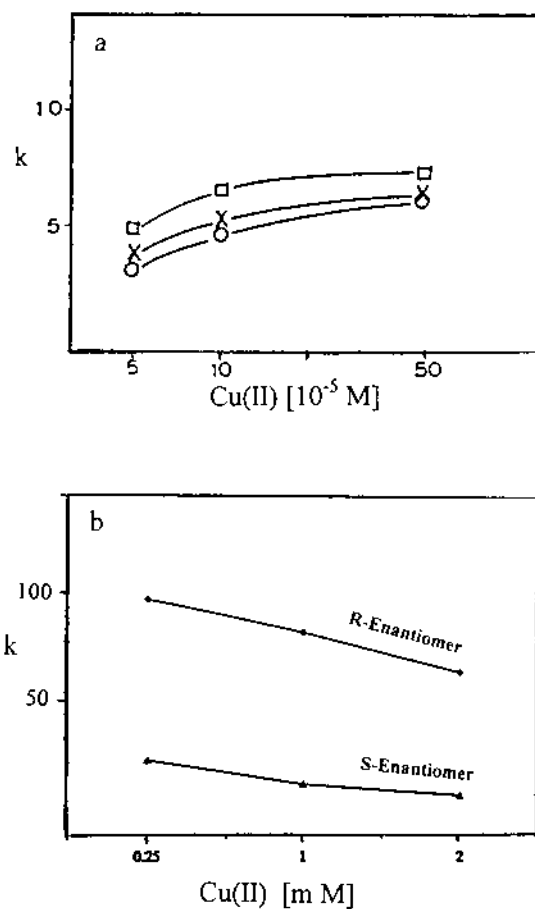 a
10
k
5
5 10 50
Cu(II) [10⁻⁵ M]
b
100
R-Enantiomer
k
50
S-Enantiomer
0.25 1 2
Cu(II) [m M]